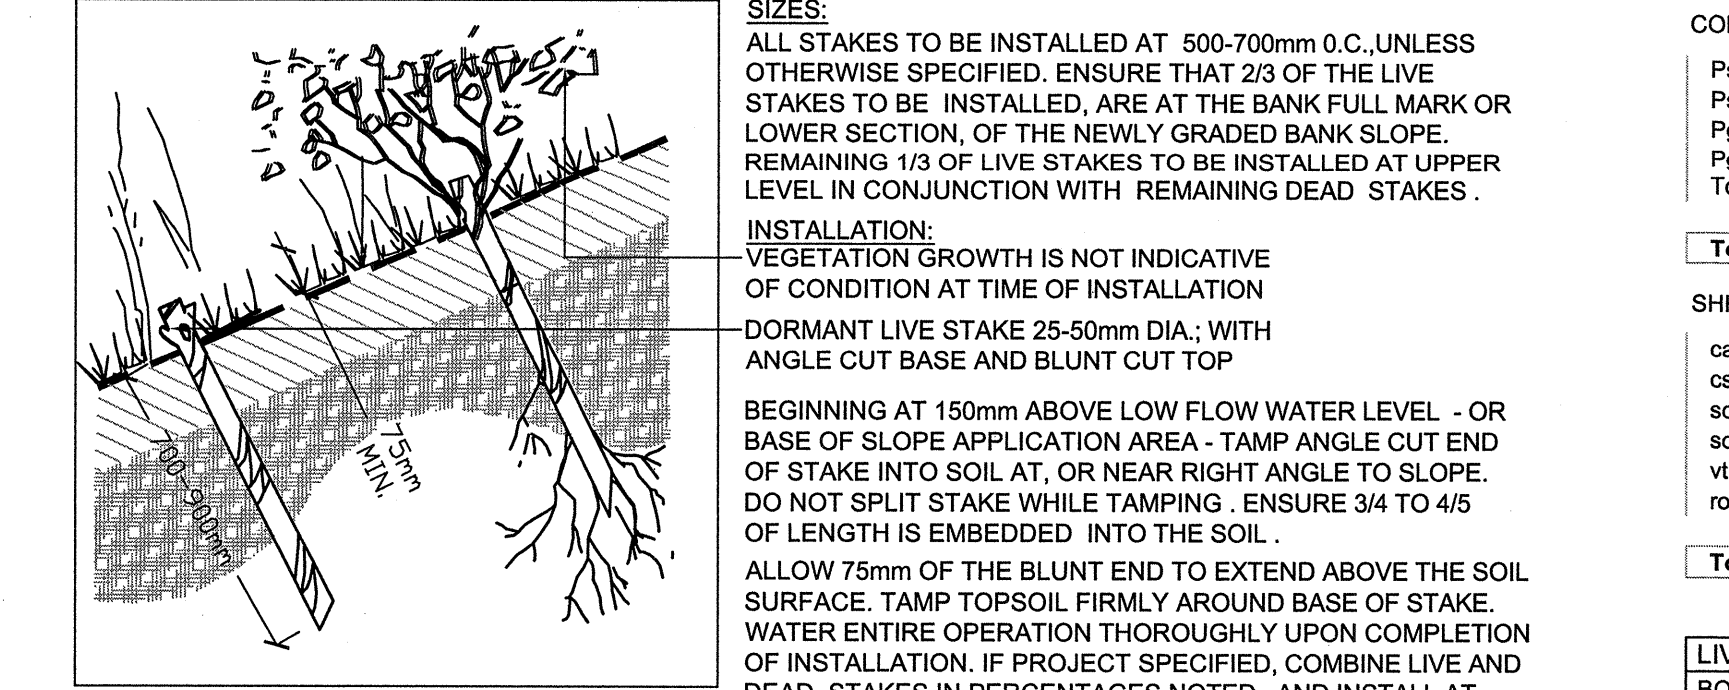 SIZES:
ALL STAKES TO BE INSTALLED AT 500-700mm 0.C.,UNLESS
OTHERWISE SPECIFIED. ENSURE THAT 2/3 OF THE LIVE
STAKES TO BE INSTALLED, ARE AT THE BANK FULL MARK OR
LOWER SECTION, OF THE NEWLY GRADED BANK SLOPE.
REMAINING 1/3 OF LIVE STAKES TO BE INSTALLED AT UPPER
LEVEL IN CONJUNCTION WITH REMAINING DEAD STAKES .
INSTALLATION:
VEGETATION GROWTH IS NOT INDICATIVE
OF CONDITION AT TIME OF INSTALLATION
DORMANT LIVE STAKE 25-50mm DIA.; WITH
ANGLE CUT BASE AND BLUNT CUT TOP
BEGINNING AT 150mm ABOVE LOW FLOW WATER LEVEL - OR
BASE OF SLOPE APPLICATION AREA - TAMP ANGLE CUT END
OF STAKE INTO SOIL AT, OR NEAR RIGHT ANGLE TO SLOPE.
DO NOT SPLIT STAKE WHILE TAMPING . ENSURE 3/4 TO 4/5
OF LENGTH IS EMBEDDED INTO THE SOIL .
ALLOW 75mm OF THE BLUNT END TO EXTEND ABOVE THE SOIL
SURFACE. TAMP TOPSOIL FIRMLY AROUND BASE OF STAKE.
WATER ENTIRE OPERATION THOROUGHLY UPON COMPLETION
OF INSTALLATION. IF PROJECT SPECIFIED, COMBINE LIVE AND
DEAD STAKES IN PERCENTAGES NOTED, AND INSTALL AT
75mm
MIN.
700-900mm